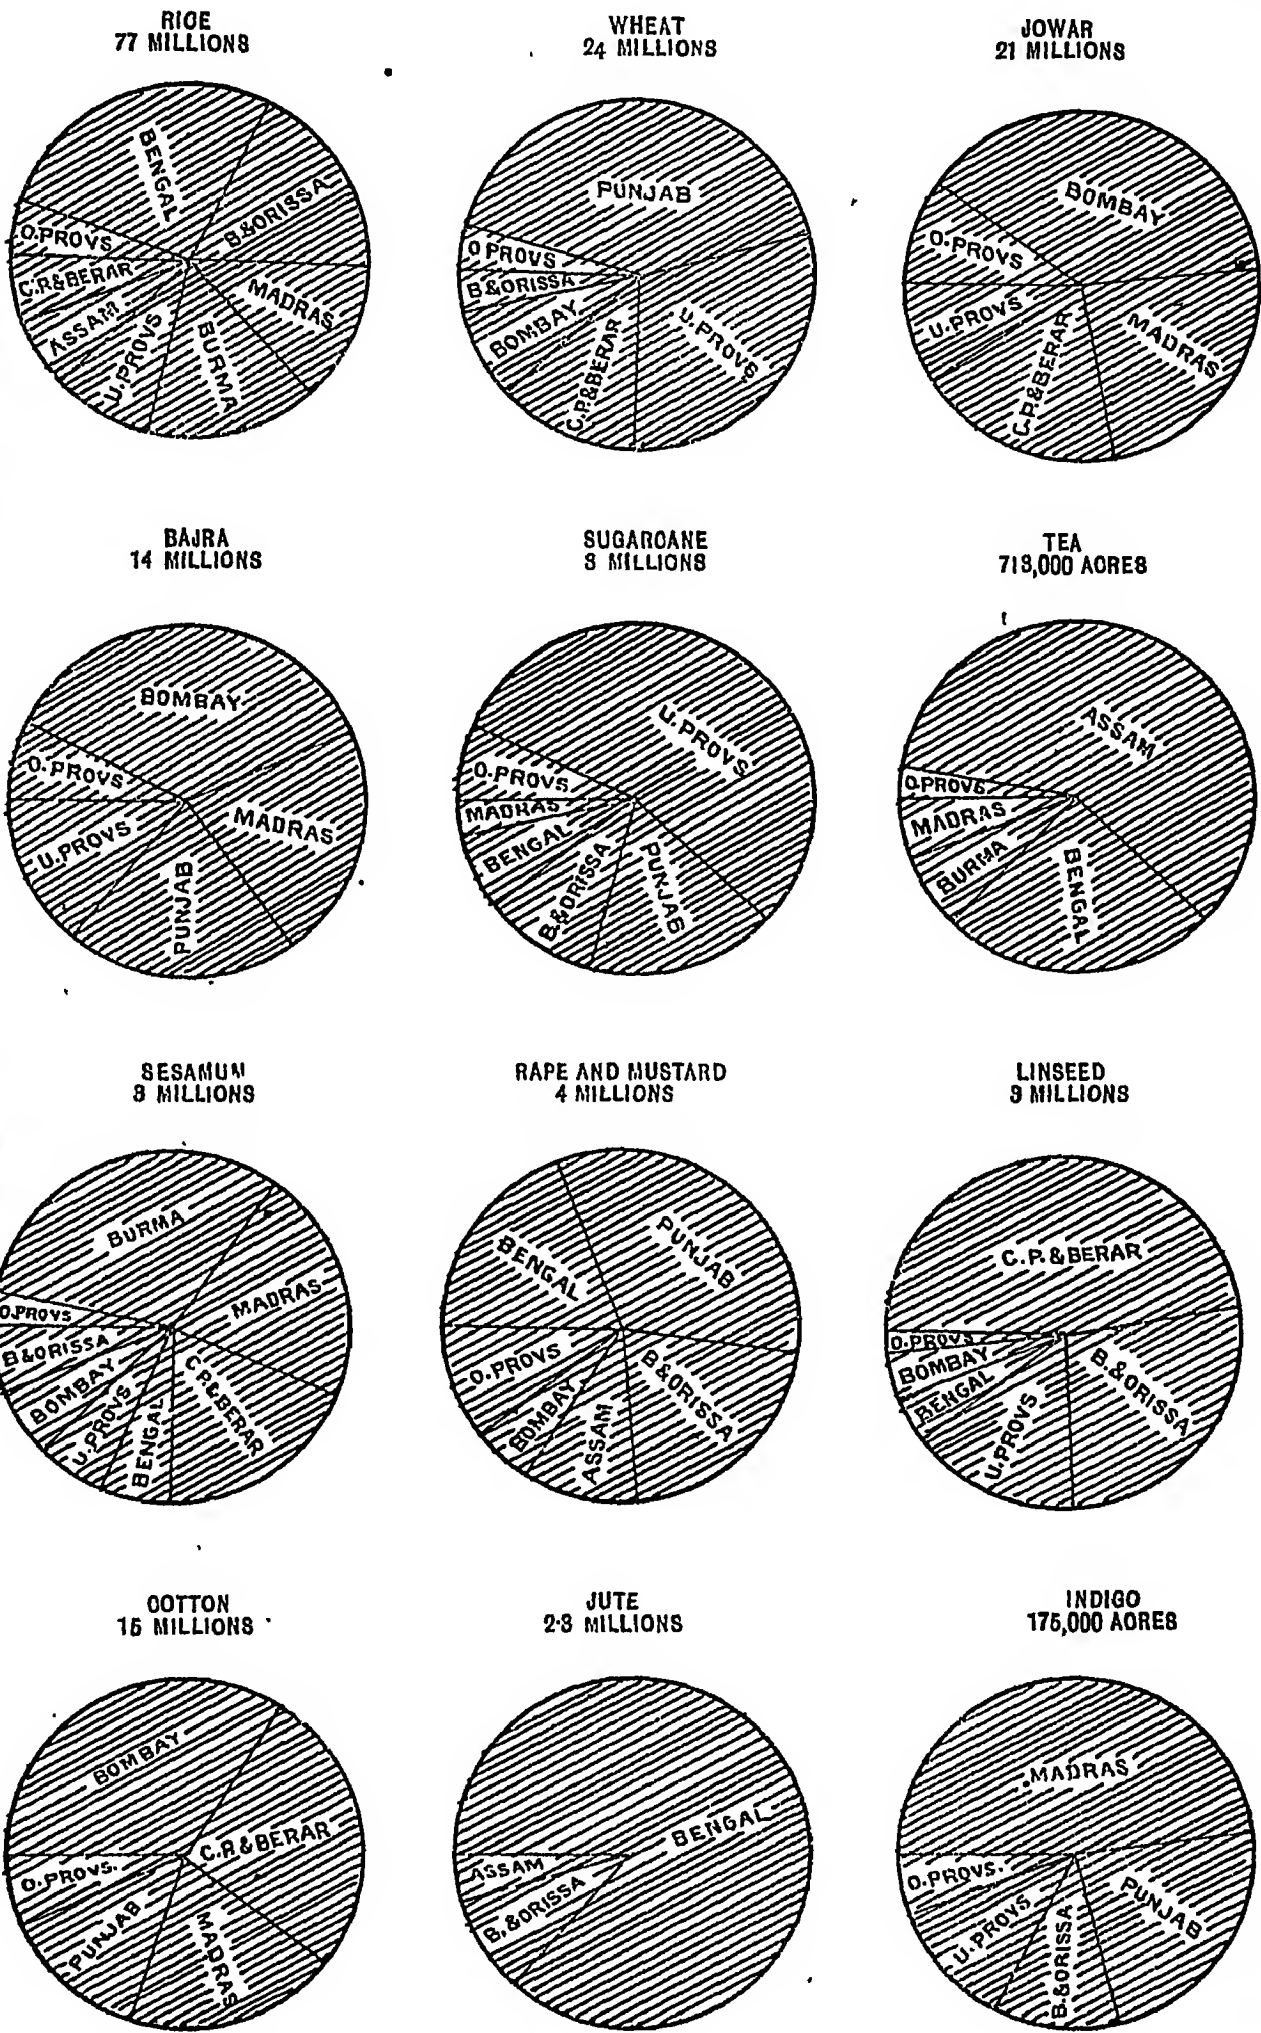 RICE
77 MILLIONS
BENGAL
B&ORISSA
MADRAS
BURMA
U.PROVS
ASSAM
C.P.&BERAR
O.PROVS
WHEAT
24 MILLIONS
PUNJAB
U.PROVS
C.P.&BERAR
BOMBAY
B&ORISSA
O PROVS
JOWAR
21 MILLIONS
BOMBAY
MADRAS
C.P.&BERAR
U.PROVS
O.PROVS
BAJRA
14 MILLIONS
BOMBAY
MADRAS
PUNJAB
U.PROVS
O.PROVS
SUGARCANE
3 MILLIONS
U.PROVS
PUNJAB
B.&ORISSA
BENGAL
MADRAS
O.PROVS.
TEA
713,000 ACRES
ASSAM
BENGAL
BURMA
MADRAS
O.PROVS.
SESAMUM
3 MILLIONS
BURMA
MADRAS
C.P.&BERAR
BENGAL
U.PROVS
BOMBAY
B&ORISSA
O.PROVS
RAPE AND MUSTARD
4 MILLIONS
PUNJAB
B.&ORISSA
ASSAM
BOMBAY
O.PROVS
BENGAL
LINSEED
3 MILLIONS
C.P.&BERAR
B.&ORISSA
U.PROVS
BENGAL
BOMBAY
O.PROVS
COTTON
15 MILLIONS
BOMBAY
C.P.&BERAR
MADRAS
PUNJAB
O.PROVS.
JUTE
2·3 MILLIONS
BENGAL
B.&ORISSA
ASSAM
INDIGO
175,000 ACRES
MADRAS
PUNJAB
B.&ORISSA
U.PROVS
O.PROVS.